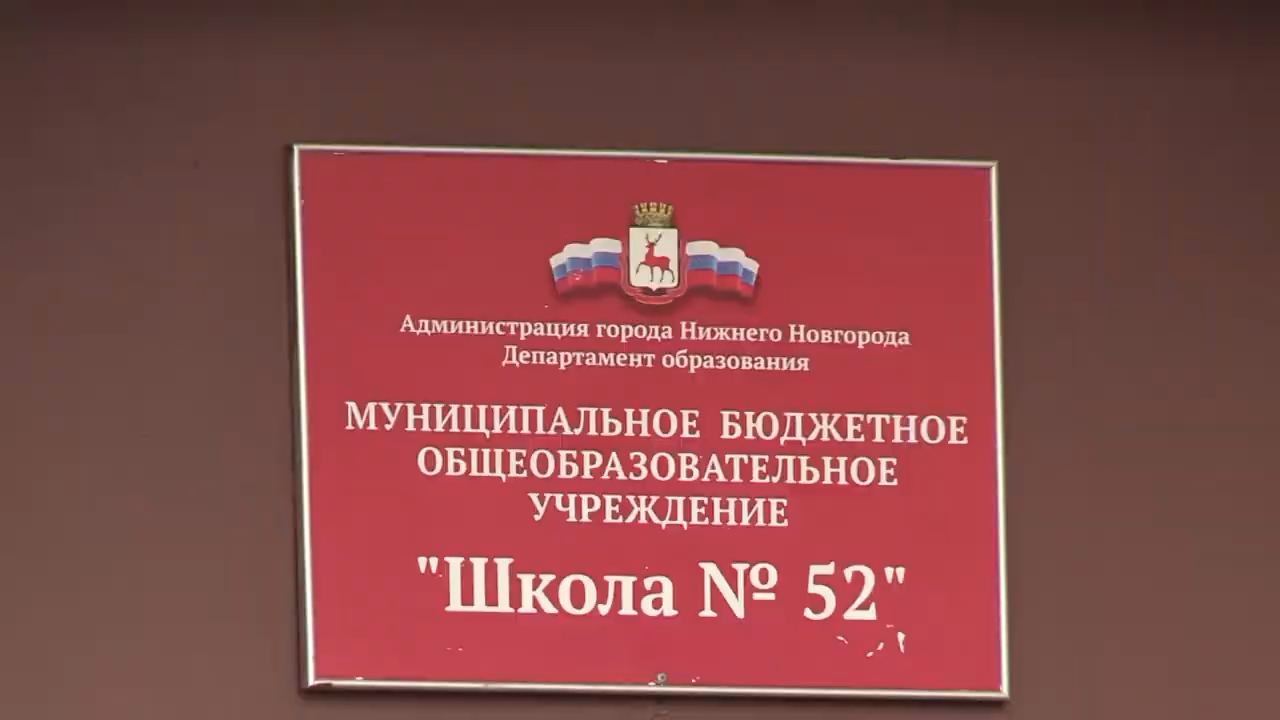 Администрация города Нижнего Новгорода
Департамент образования
МУНИЦИПАЛЬНОЕ БЮДЖЕТНОЕ
ОБЩЕОБРАЗОВАТЕЛЬНОЕ
УЧРЕЖДЕНИЕ
"Школа № 52"